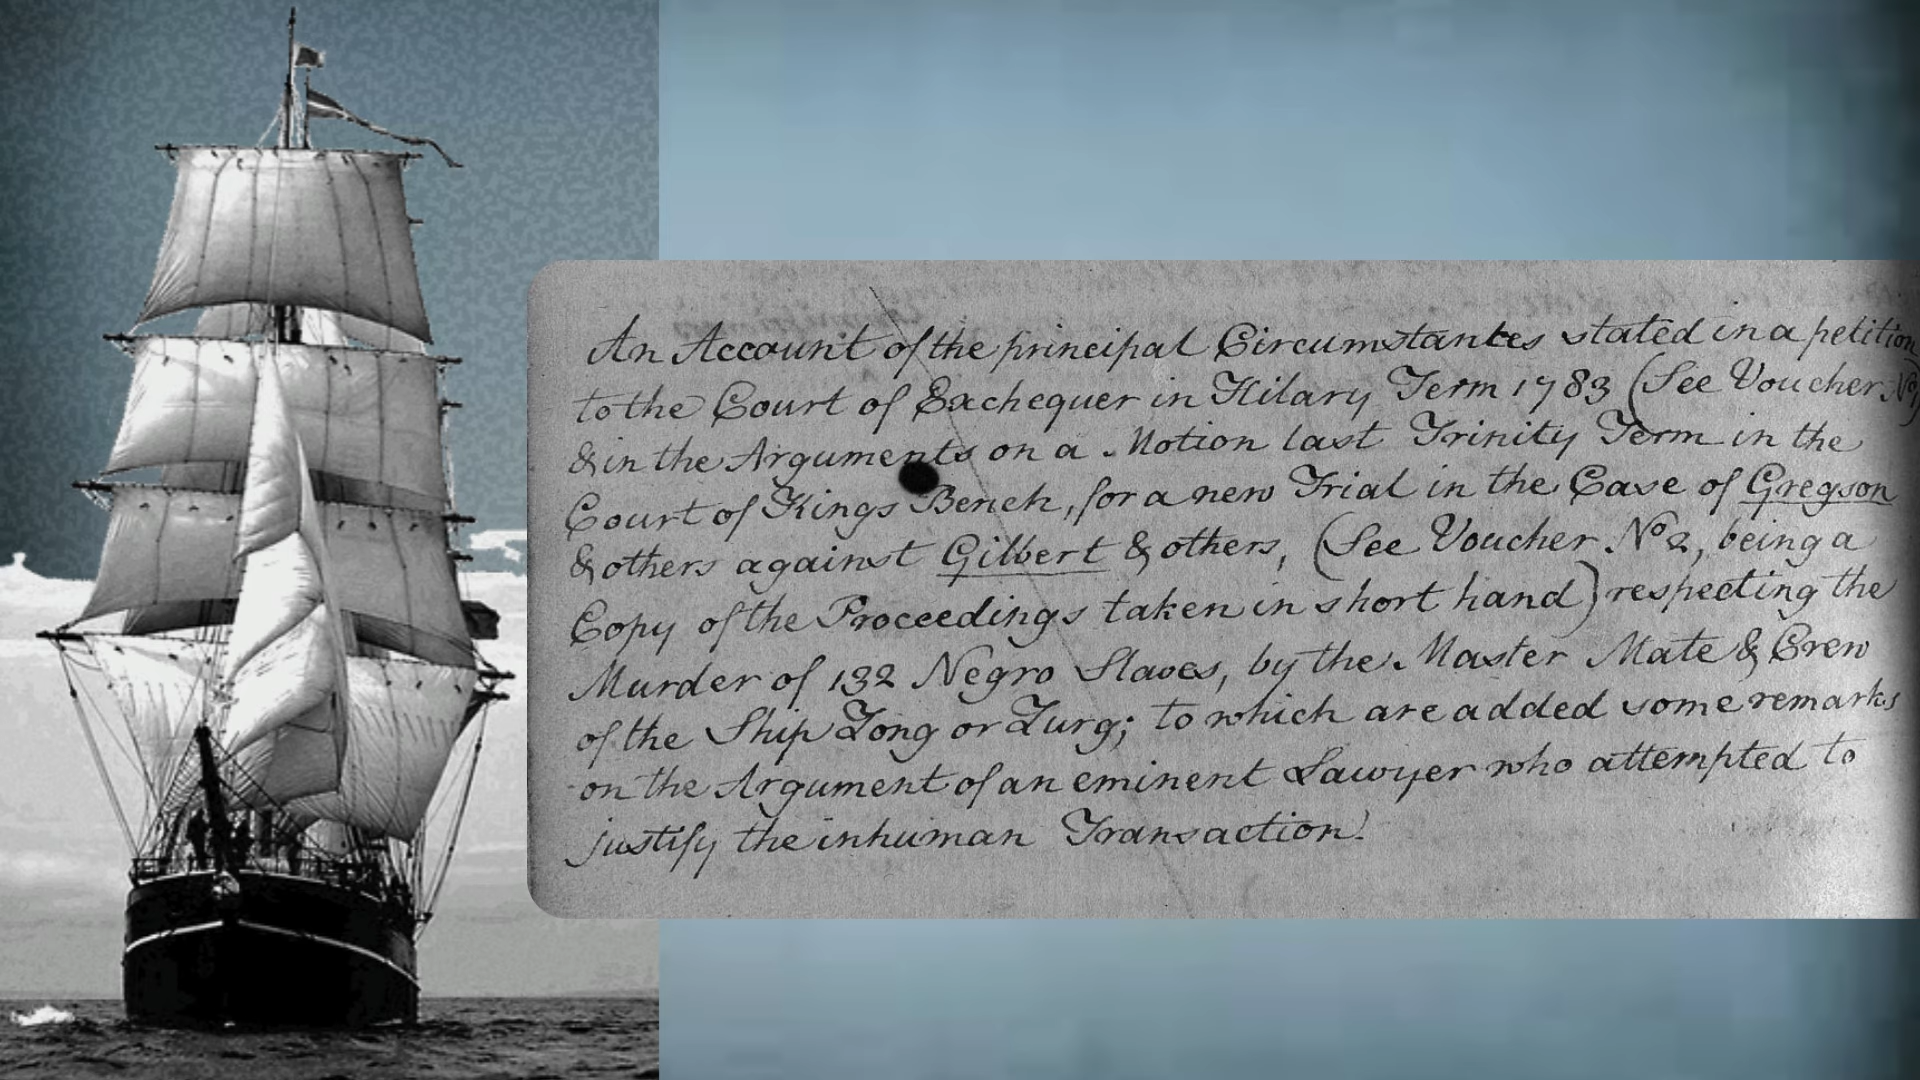 An Account of the principal Circumstances stated in a petition
to the Court of Exchequer in Hilary Term 1783 (See Voucher No1)
& in the Arguments on a Motion last Trinity Term in the
Court of Kings Bench, for a new Trial in the Case of Gregson
& others against Gilbert & others, (See Voucher No 2, being a
Copy of the Proceedings taken in short hand) respecting the
Murder of 132 Negro Slaves, by the Master Mate & Crew
of the Ship Zong or Zurg; to which are added some remarks
on the Argument of an eminent Lawyer who attempted to
justify the inhuman Transaction.